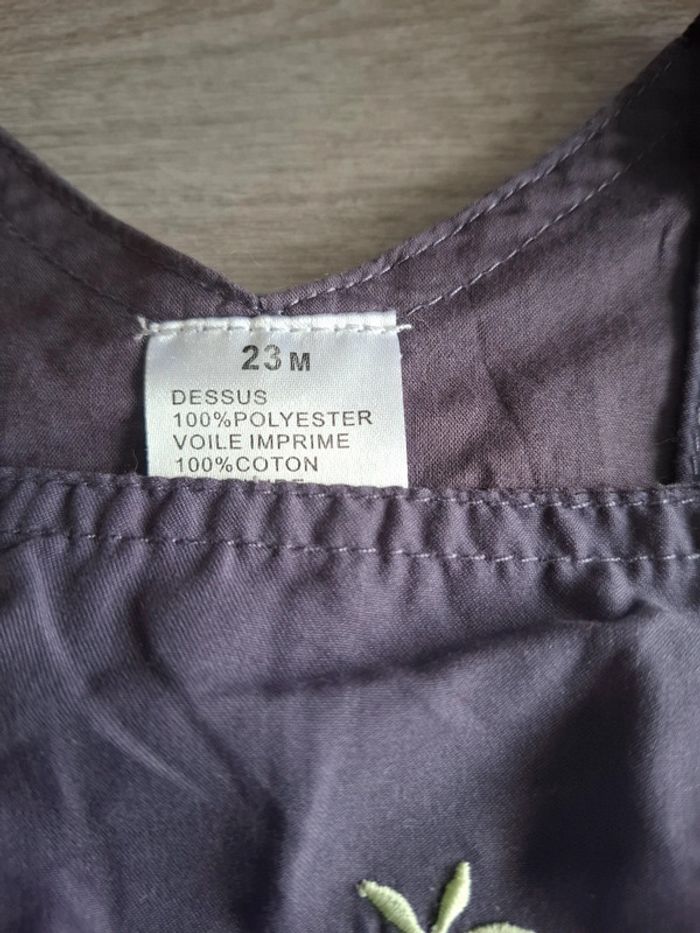 23 M
DESSUS
100%POLYESTER
VOILE IMPRIME
100%COTON